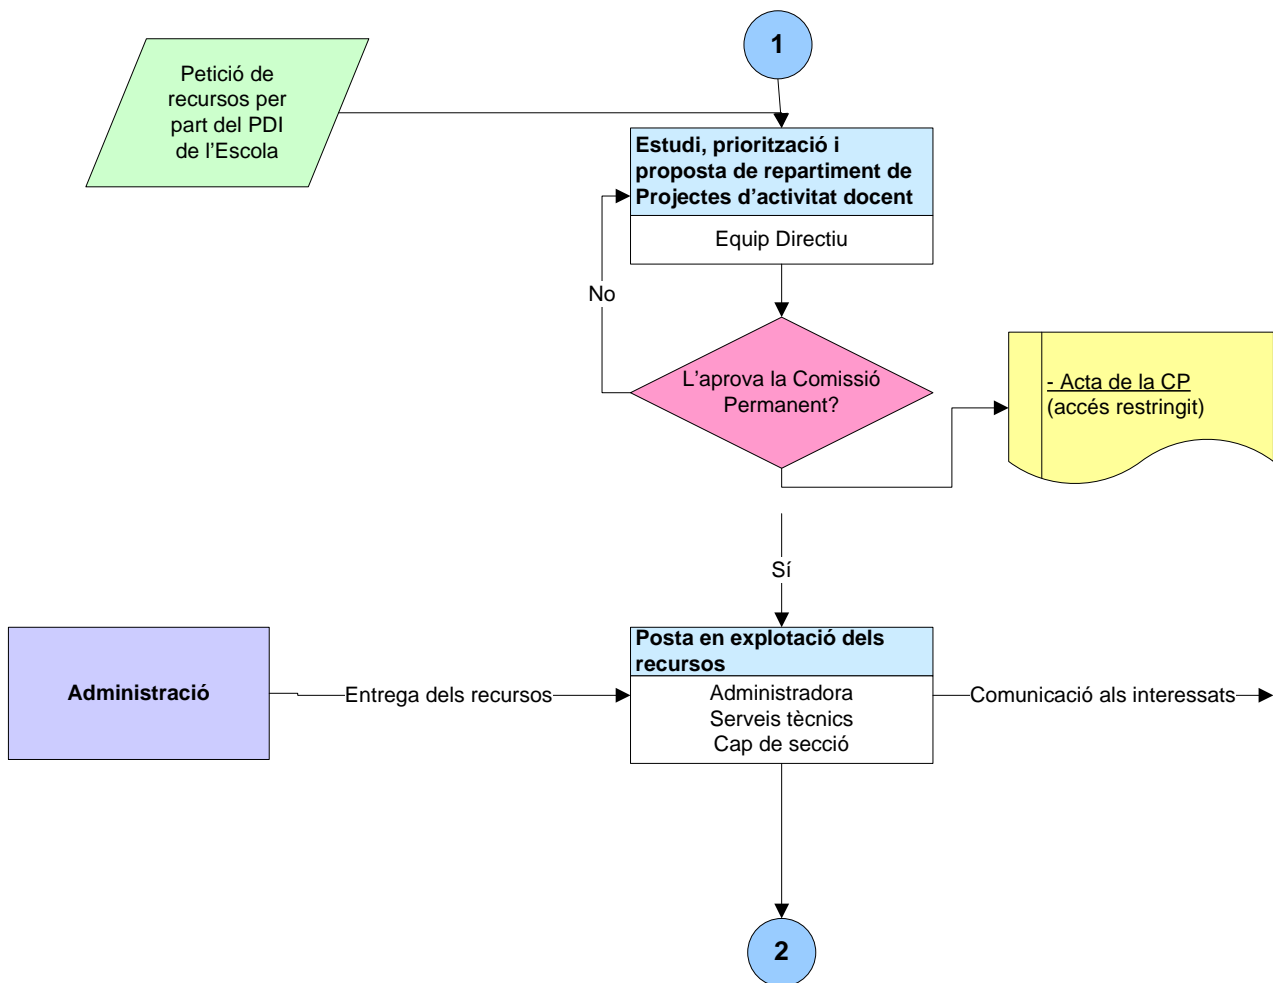 1
Petició de
recursos per
part del PDI
de l’Escola
Estudi, priorització i
proposta de repartiment de
Projectes d’activitat docent
Equip Directiu
No
L’aprova la Comissió
Permanent?
- Acta de la CP
(accés restringit)
Sí
Administració
Entrega dels recursos
Posta en explotació dels
recursos
Administradora
Serveis tècnics
Cap de secció
Comunicació als interessats
2